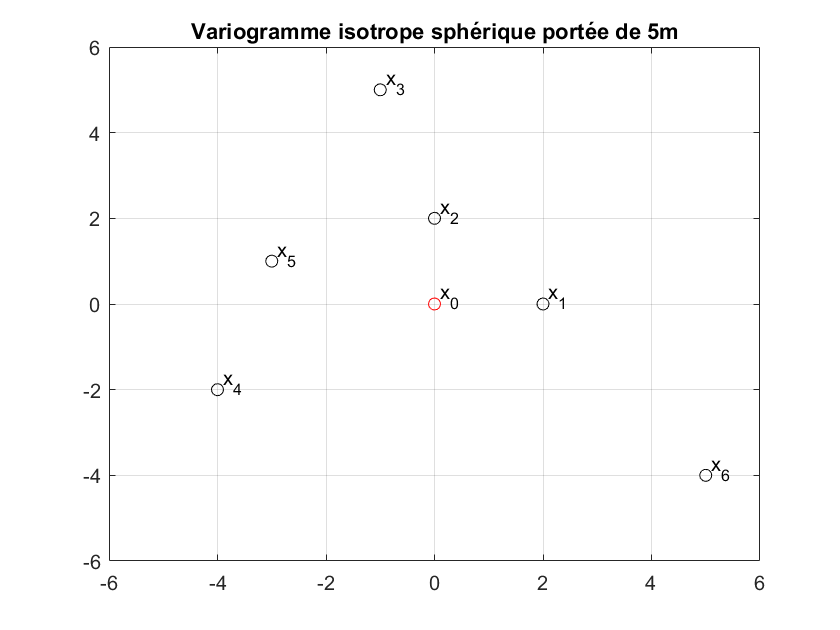 Variogramme isotrope sphérique portée de 5m
6
x3
4
x2
2
x5
x0
x1
0
x4
-2
x6
-4
-6
-6 -4 -2 0 2 4 6